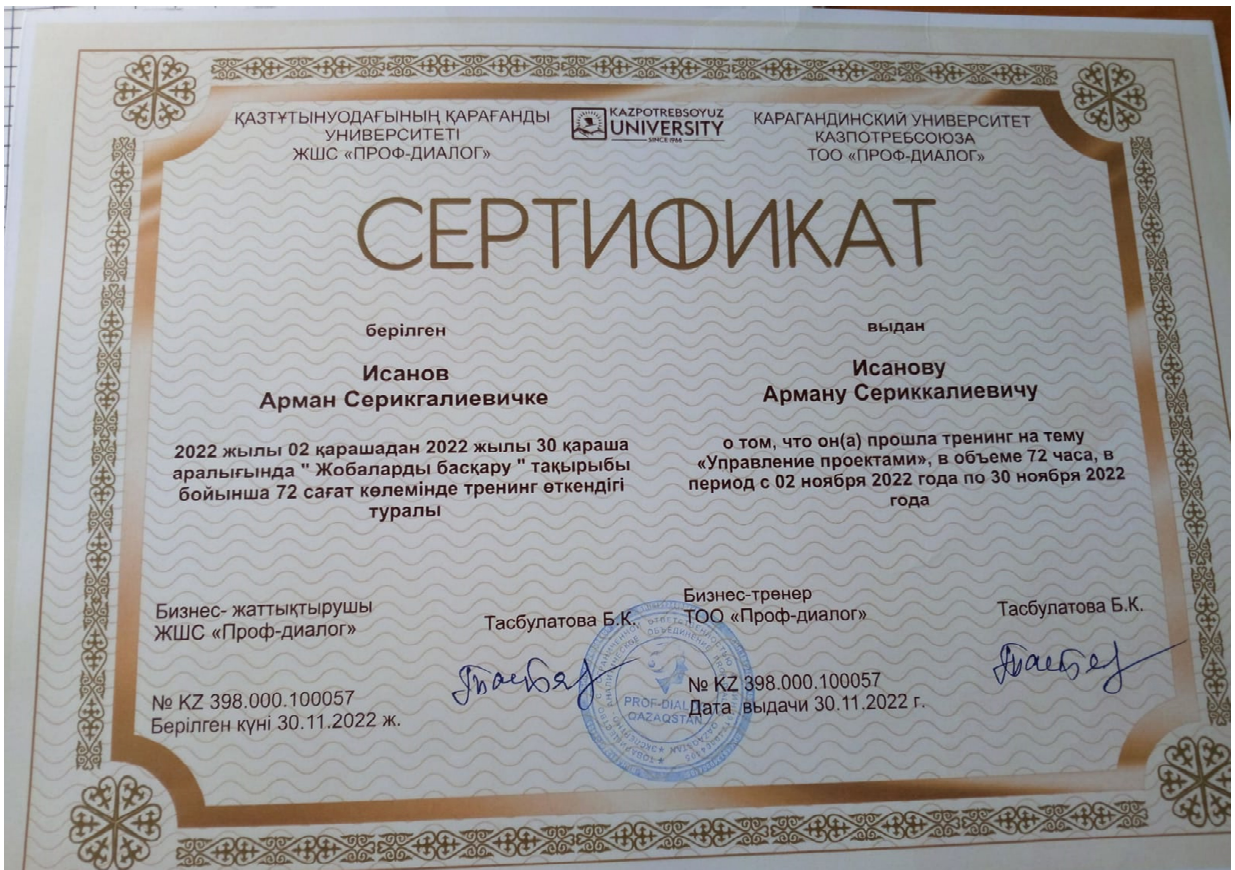 ҚАЗТҰТЫНУОДАҒЫНЫҢ ҚАРАҒАНДЫ
УНИВЕРСИТЕТІ
ЖШС «ПРОФ-ДИАЛОГ»
KAZPOTREBSOYUZ
UNIVERSITY
SINCE 1966
КАРАГАНДИНСКИЙ УНИВЕРСИТЕТ
КАЗПОТРЕБСОЮЗА
ТОО «ПРОФ-ДИАЛОГ»
СЕРТИФИКАТ
берілген
Исанов
Арман Серикгалиевичке
2022 жылы 02 қарашадан 2022 жылы 30 қараша
аралығында " Жобаларды басқару " тақырыбы
бойынша 72 сағат көлемінде тренинг өткендігі
туралы
выдан
Исанову
Арману Сериккалиевичу
о том, что он(а) прошла тренинг на тему
«Управление проектами», в объеме 72 часа, в
период с 02 ноября 2022 года по 30 ноября 2022
года
Бизнес- жаттықтырушы
ЖШС «Проф-диалог»
Тасбулатова Б.К.
№ KZ 398.000.100057
Берілген күні 30.11.2022 ж.
Бизнес-тренер
ТОО «Проф-диалог»
Тасбулатова Б.К.
№ KZ 398.000.100057
Дата выдачи 30.11.2022 г.
PROF-DIALOG
QAZAQSTAN